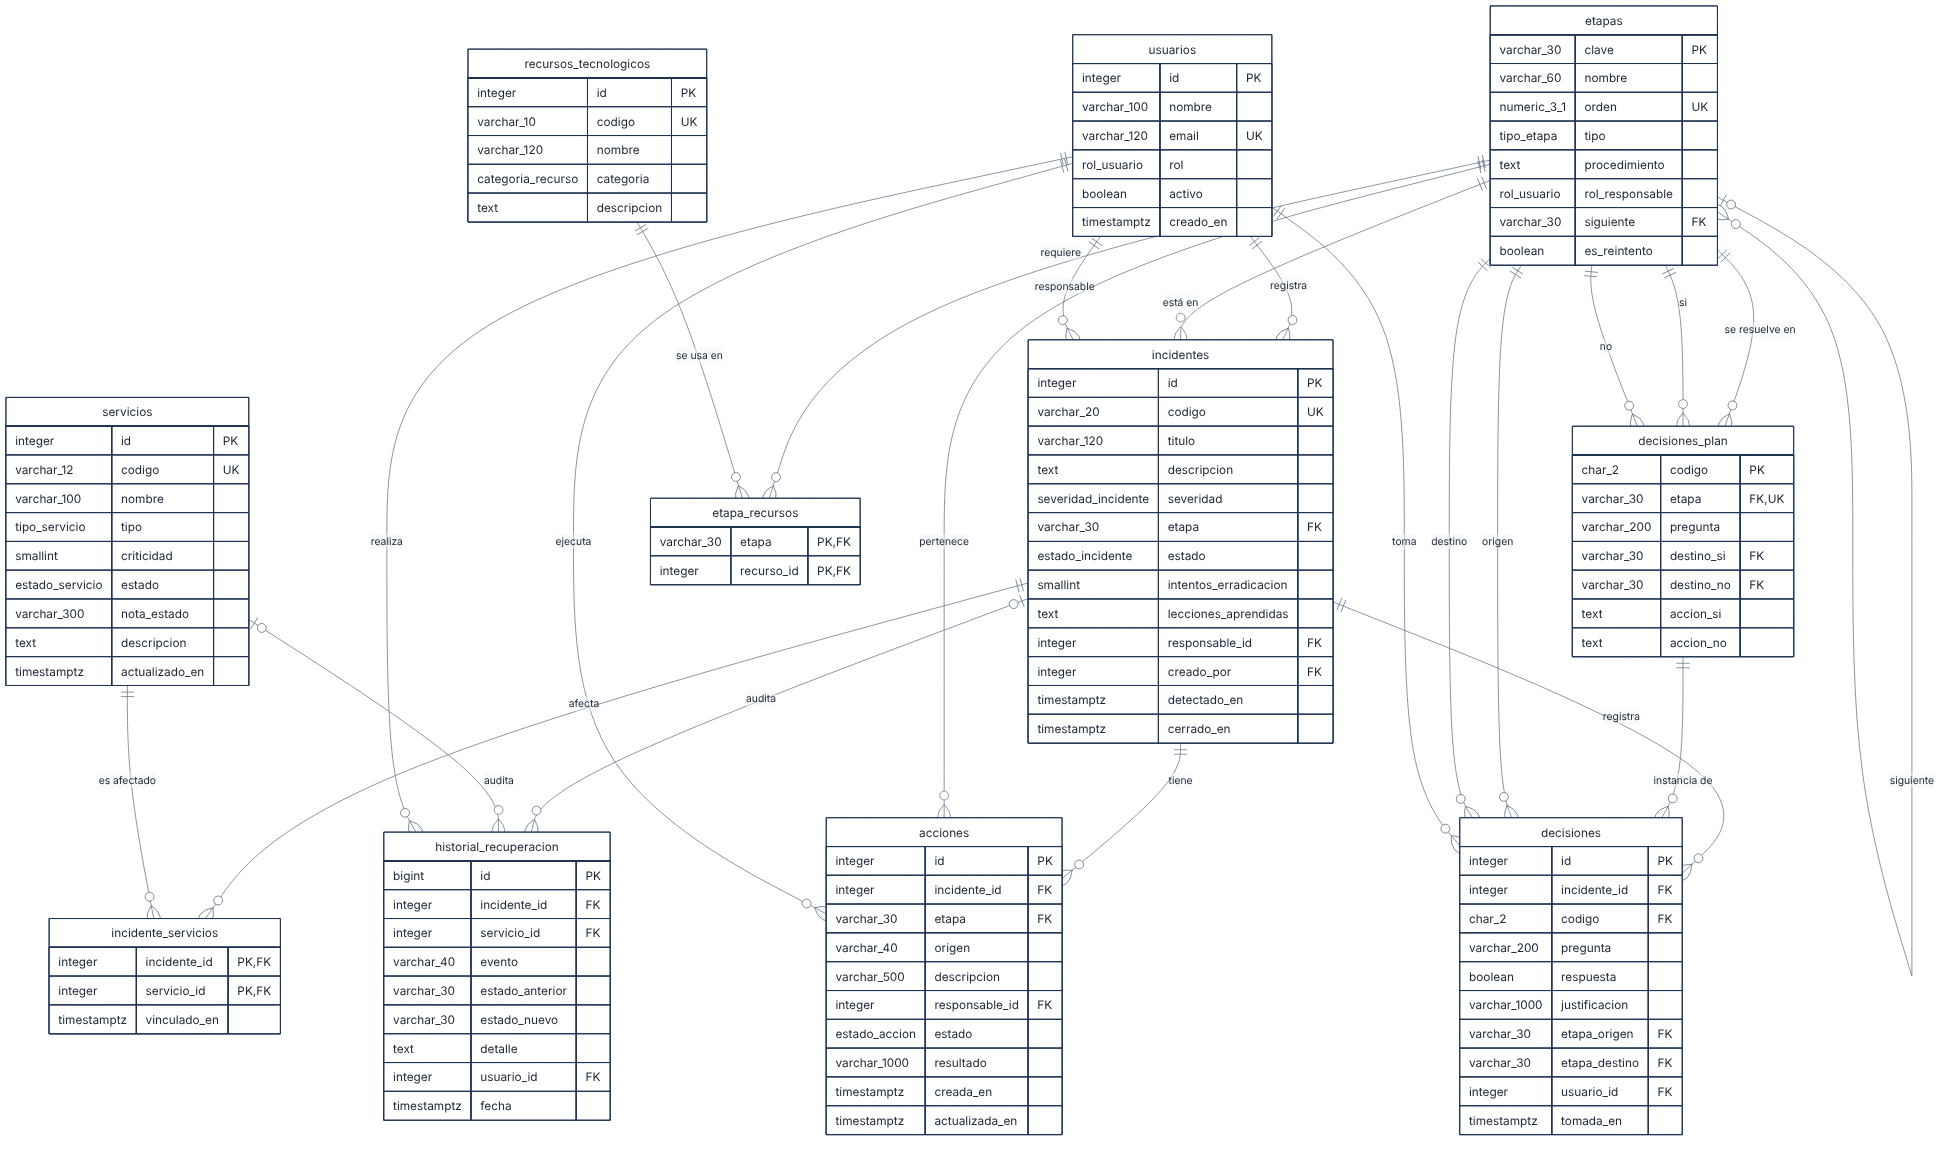 etapas
varchar_30 clave PK
varchar_60 nombre
numeric_3_1 orden UK
tipo_etapa tipo
text procedimiento
rol_usuario rol_responsable
varchar_30 siguiente FK
boolean es_reintento
usuarios
integer id PK
varchar_100 nombre
varchar_120 email UK
rol_usuario rol
boolean activo
timestamptz creado_en
recursos_tecnologicos
integer id PK
varchar_10 codigo UK
varchar_120 nombre
categoria_recurso categoria
text descripcion
requiere
responsable
registra
está en
si
se resuelve en
no
se usa en
incidentes
integer id PK
varchar_20 codigo UK
varchar_120 titulo
text descripcion
severidad_incidente severidad
varchar_30 etapa FK
estado_incidente estado
smallint intentos_erradicacion
text lecciones_aprendidas
integer responsable_id FK
integer creado_por FK
timestamptz detectado_en
timestamptz cerrado_en
servicios
integer id PK
varchar_12 codigo UK
varchar_100 nombre
tipo_servicio tipo
smallint criticidad
estado_servicio estado
varchar_300 nota_estado
text descripcion
timestamptz actualizado_en
decisiones_plan
char_2 codigo PK
varchar_30 etapa FK,UK
varchar_200 pregunta
varchar_30 destino_si FK
varchar_30 destino_no FK
text accion_si
text accion_no
etapa_recursos
varchar_30 etapa PK,FK
integer recurso_id PK,FK
realiza
ejecuta
pertenece
toma
destino
origen
afecta
audita
registra
es afectado
audita
tiene
instancia de
siguiente
historial_recuperacion
bigint id PK
integer incidente_id FK
integer servicio_id FK
varchar_40 evento
varchar_30 estado_anterior
varchar_30 estado_nuevo
text detalle
integer usuario_id FK
timestamptz fecha
acciones
integer id PK
integer incidente_id FK
varchar_30 etapa FK
varchar_40 origen
varchar_500 descripcion
integer responsable_id FK
estado_accion estado
varchar_1000 resultado
timestamptz creada_en
timestamptz actualizada_en
decisiones
integer id PK
integer incidente_id FK
char_2 codigo FK
varchar_200 pregunta
boolean respuesta
varchar_1000 justificacion
varchar_30 etapa_origen FK
varchar_30 etapa_destino FK
integer usuario_id FK
timestamptz tomada_en
incidente_servicios
integer incidente_id PK,FK
integer servicio_id PK,FK
timestamptz vinculado_en